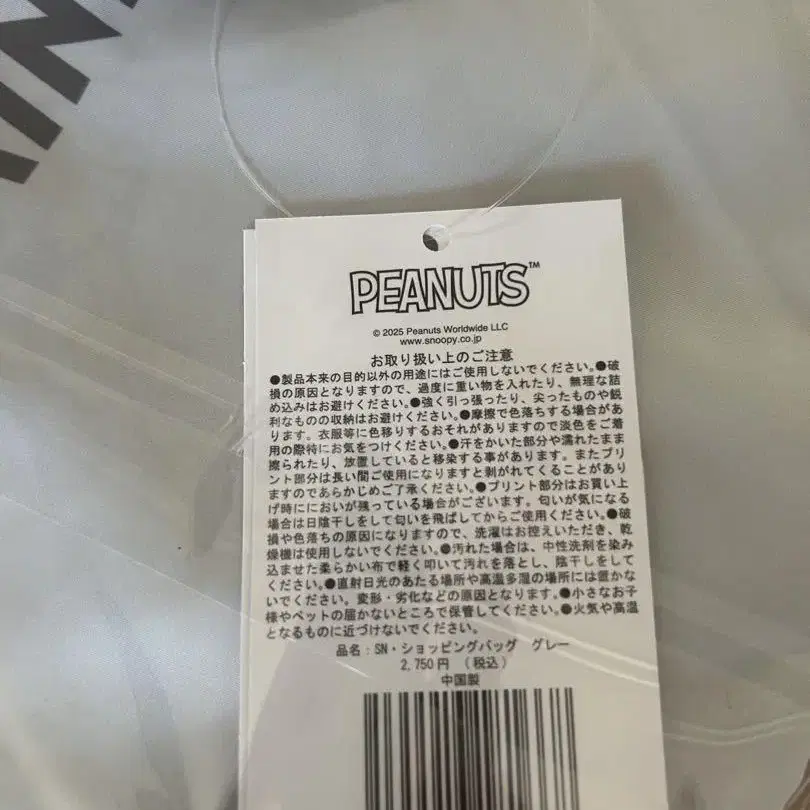 PEANUTS™
© 2025 Peanuts Worldwide LLC
www.snoopy.co.jp
お取り扱い上のご注意
●製品本来の目的以外の用途にはご使用しないでください。●破
損の原因となりますので、過度に重い物を入れたり、無理な詰
め込みはお避けください。●強く引っ張ったり、尖ったものや鋭
利なものの収納はお避けください。●摩擦で色落ちする場合があ
ります。衣服等に色移りするおそれがありますので淡色をご着
用の際特にお気をつけください。●汗をかいた部分や濡れたまま
擦られたり、放置していると移染する事があります。またプリ
ント部分は長い間ご使用になりますと剥がれてくることがあり
ますのであらかじめご了承ください。●プリント部分はお買い上
げ時ににおいが残っている場合がございます。匂いが気になる
場合は日陰干しをして匂いを飛ばしてからご使用ください。●破
損や色落ちの原因になりますので、洗濯はお控えいただき、乾
燥機は使用しないでください。●汚れた場合は、中性洗剤を染み
込ませた柔らかい布で軽く叩いて汚れを落とし、陰干しをして
ください。●直射日光のあたる場所や高温多湿の場所には置かな
いでください。変形・劣化などの原因となります。●小さなお子
様やペットの届かないところで保管してください。●火気や高温
となるものに近づけないでください。
品名：SN・ショッピングバッグ　グレー
2,750円　（税込）
中国製